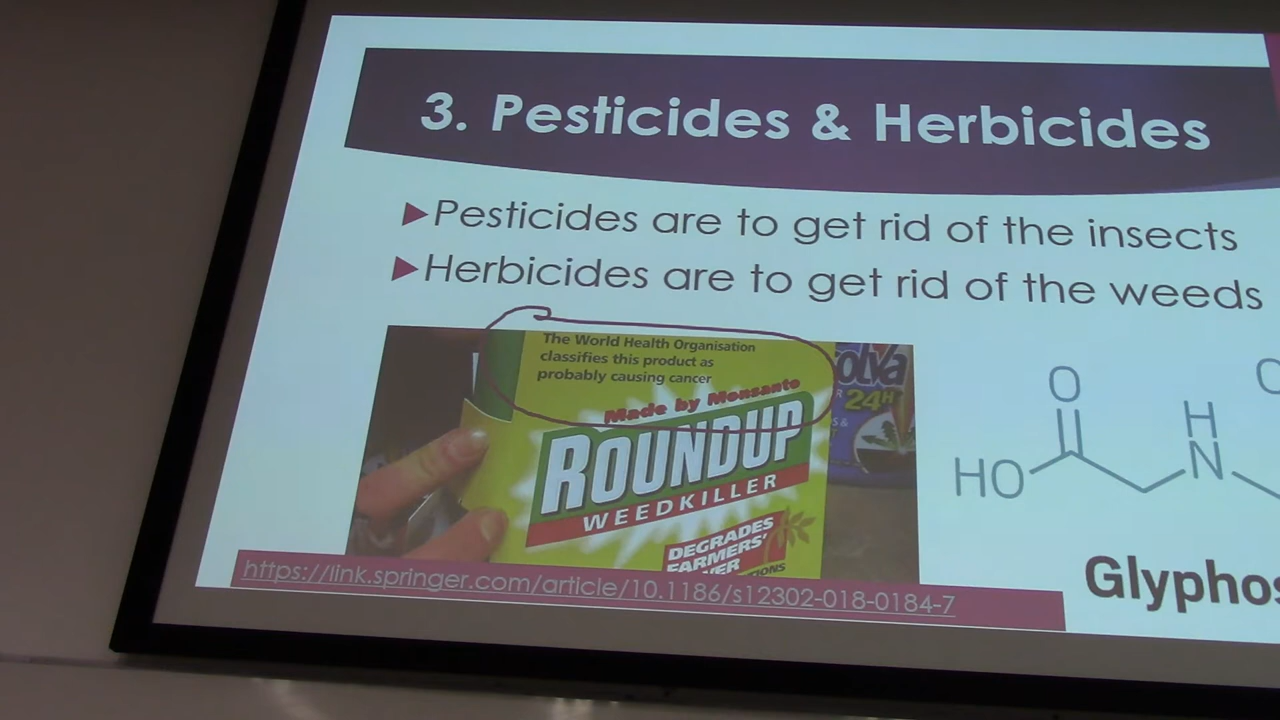 3. Pesticides & Herbicides
Pesticides are to get rid of the insects
Herbicides are to get rid of the weeds
The World Health Organisation
classifies this product as
probably causing cancer
Made by Monsanto
ROUNDUP
WEEDKILLER
DEGRADES
FARMERS'
olva
24H
O
H
N
HO
Glyphos
https://link.springer.com/article/10.1186/s12302-018-0184-7